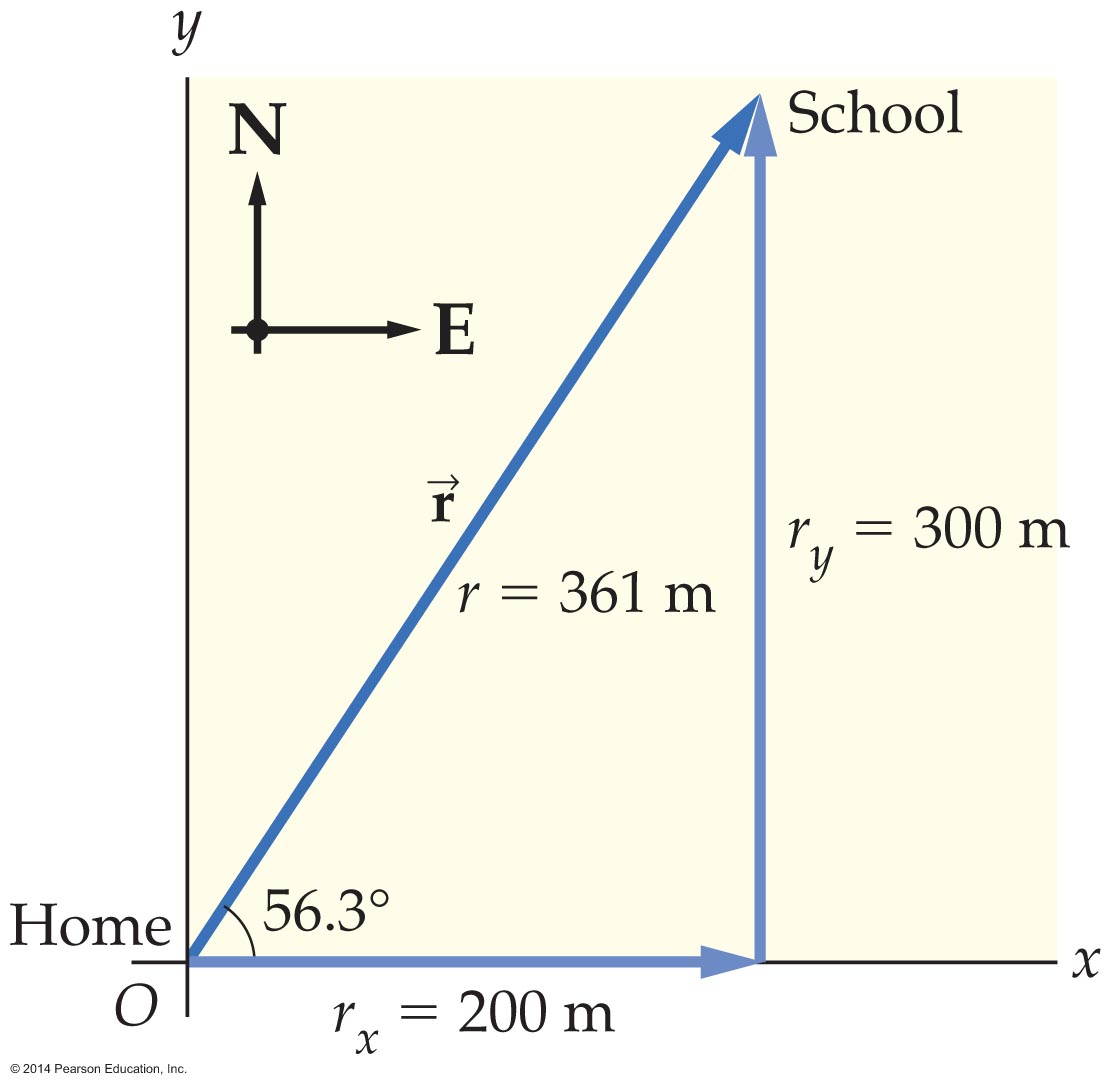 y
N
School
E
r⃗
r_y = 300 m
r = 361 m
56.3°
Home
x
O
r_x = 200 m
© 2014 Pearson Education, Inc.